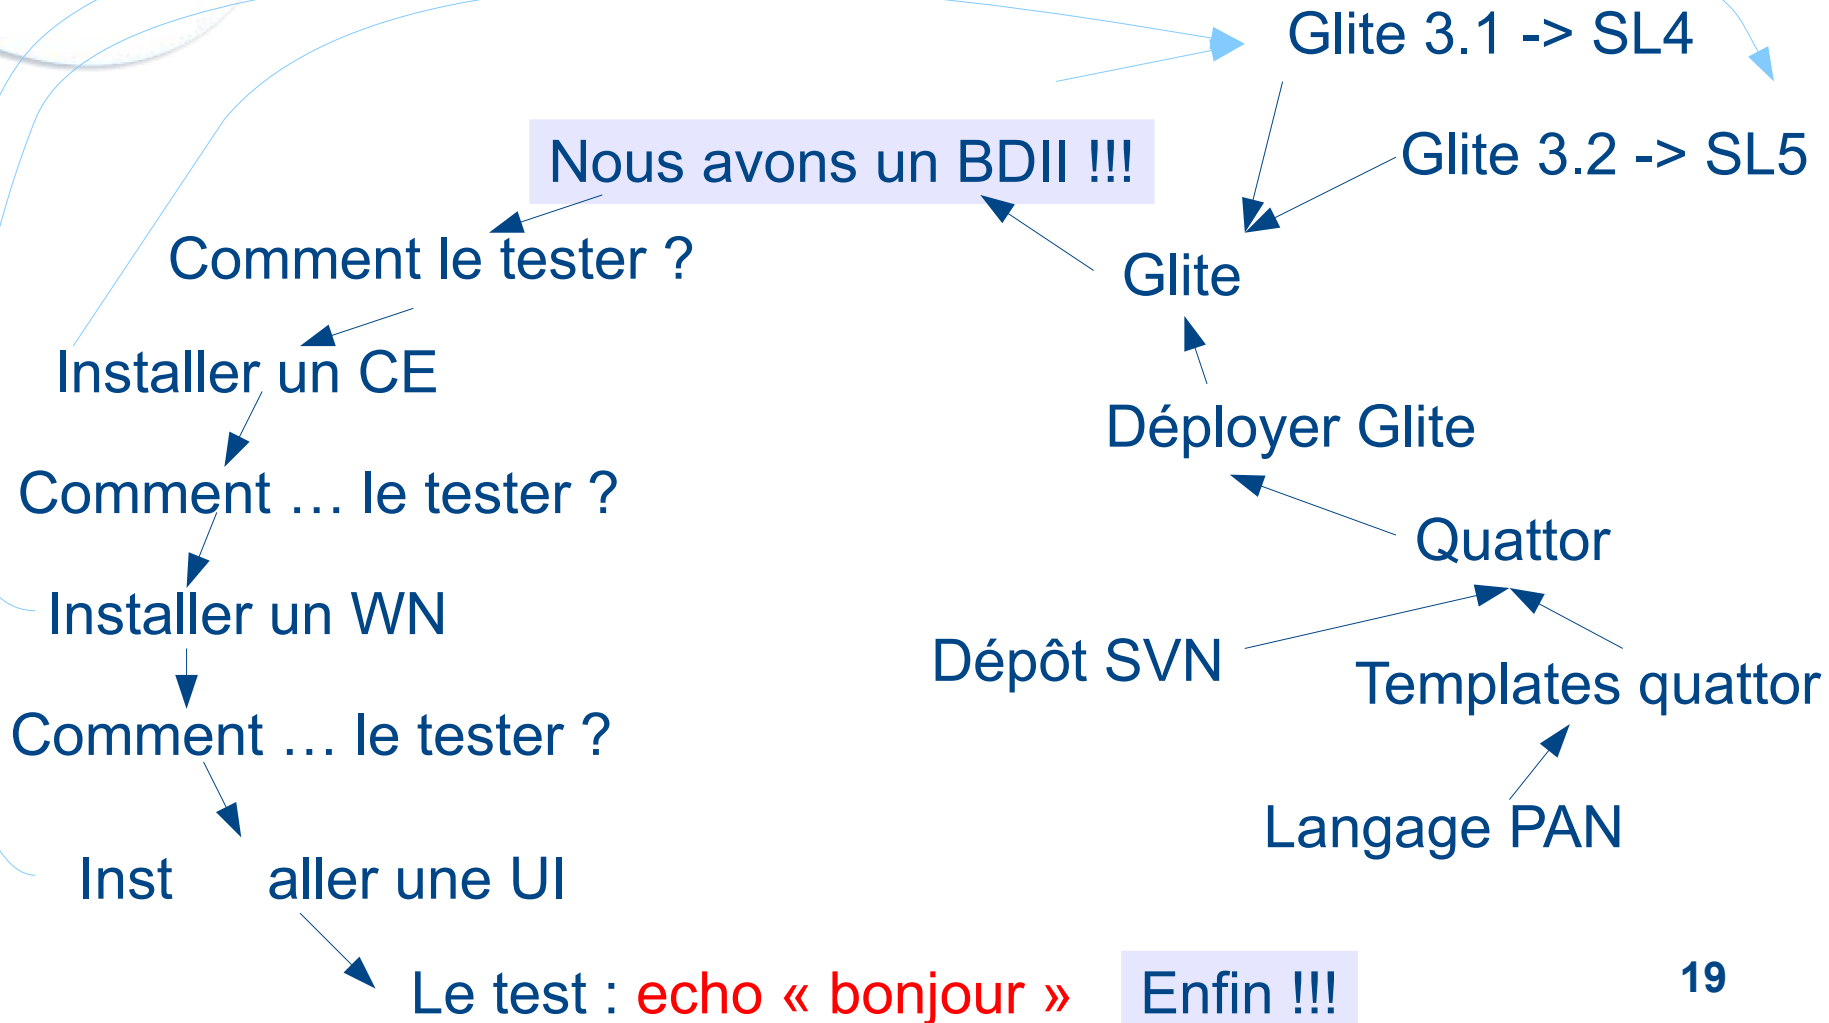 Glite 3.1 -> SL4
Nous avons un BDII !!!
Glite 3.2 -> SL5
Comment le tester ?
Glite
Installer un CE
Déployer Glite
Comment … le tester ?
Quattor
Installer un WN
Dépôt SVN
Templates quattor
Comment … le tester ?
Langage PAN
Inst aller une UI
Le test : echo « bonjour » Enfin !!!
19